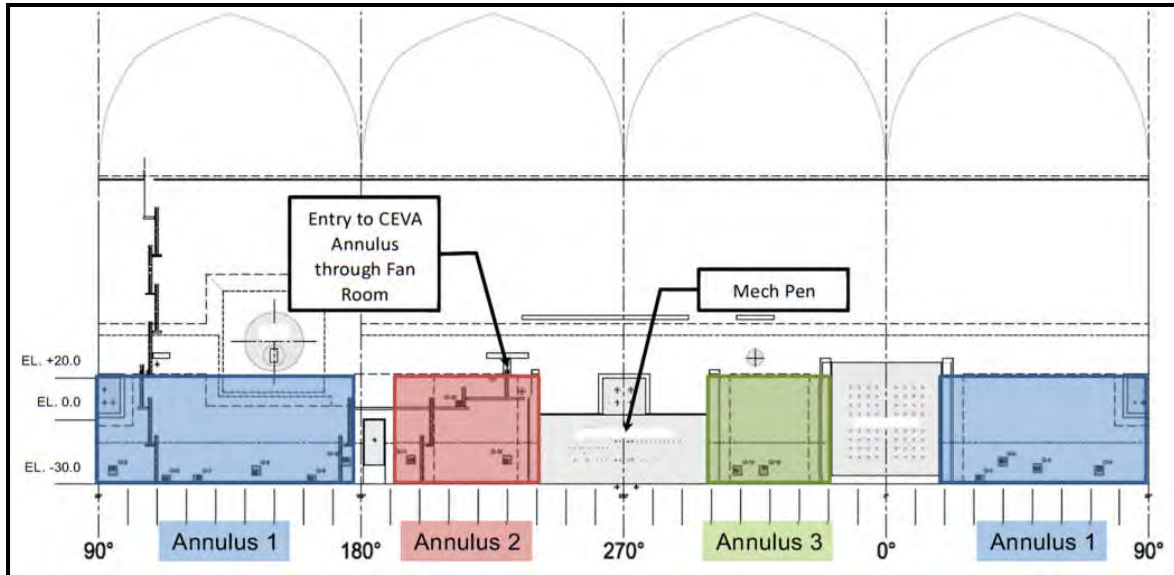 Entry to CEVA
Annulus
through Fan
Room
Mech Pen
EL. +20.0
EL. 0.0
EL. -30.0
Annulus 1
Annulus 2
Annulus 3
Annulus 1
90°
180°
270°
0°
90°